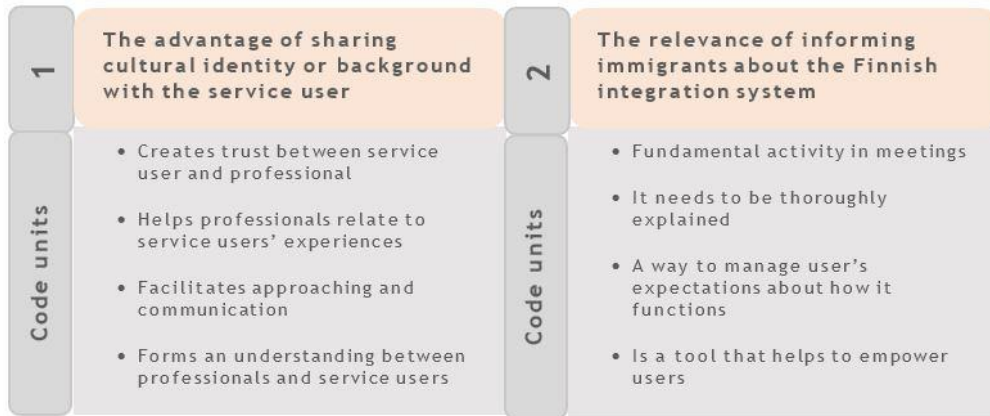 1
The advantage of sharing
cultural identity or background
with the service user
Code units
• Creates trust between service
user and professional
• Helps professionals relate to
service users’ experiences
• Facilitates approaching and
communication
• Forms an understanding between
professionals and service users
2
The relevance of informing
immigrants about the Finnish
integration system
Code units
• Fundamental activity in meetings
• It needs to be thoroughly
explained
• A way to manage user’s
expectations about how it
functions
• Is a tool that helps to empower
users